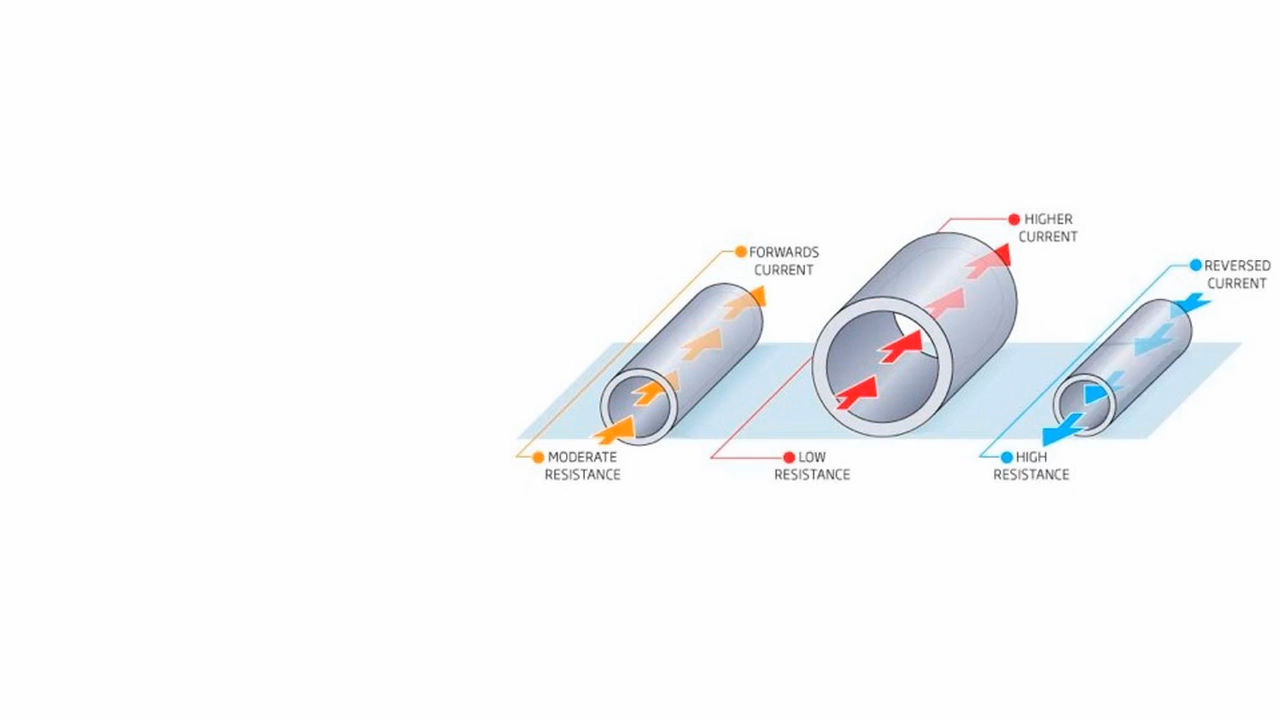 FORWARDS
CURRENT
MODERATE
RESISTANCE
HIGHER
CURRENT
LOW
RESISTANCE
REVERSED
CURRENT
HIGH
RESISTANCE